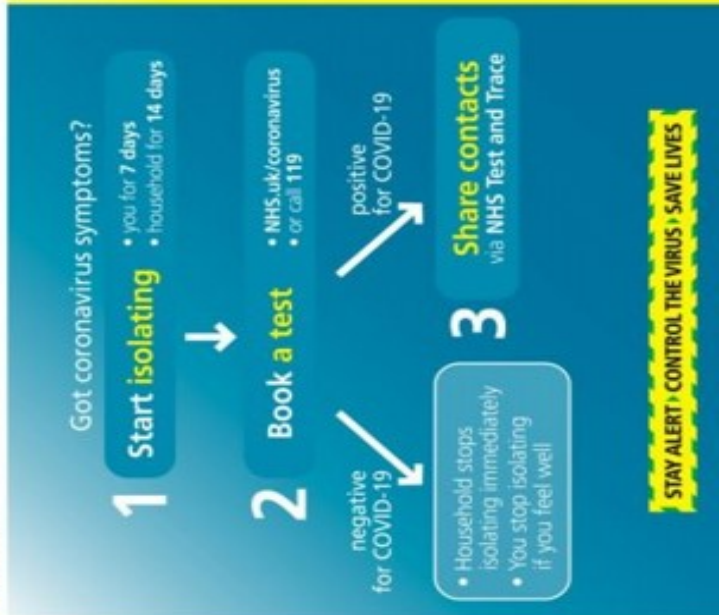 Got coronavirus symptoms?
1 Start isolating
• you for 7 days
• household for 14 days
2 Book a test
• NHS.uk/coronavirus
• or call 119
negative
for COVID-19
positive
for COVID-19
• Household stops
isolating immediately
• You stop isolating
if you feel well
3 Share contacts
via NHS Test and Trace
STAY ALERT › CONTROL THE VIRUS › SAVE LIVES